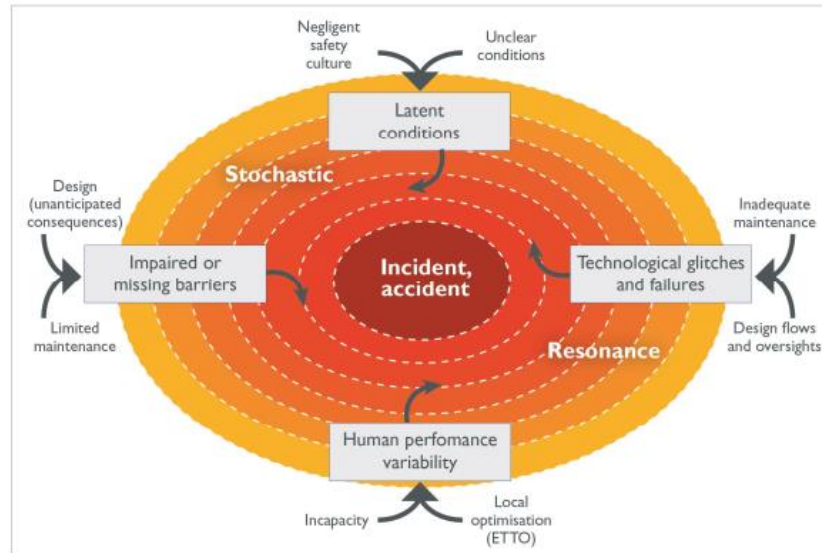 Negligent
safety
culture
Unclear
conditions
Latent
conditions
Stochastic
Design
(unanticipated
consequences)
Inadequate
maintenance
Impaired or
missing barriers
Incident,
accident
Technological glitches
and failures
Limited
maintenance
Resonance
Design flows
and oversights
Human perfomance
variability
Incapacity
Local
optimisation
(ETTO)